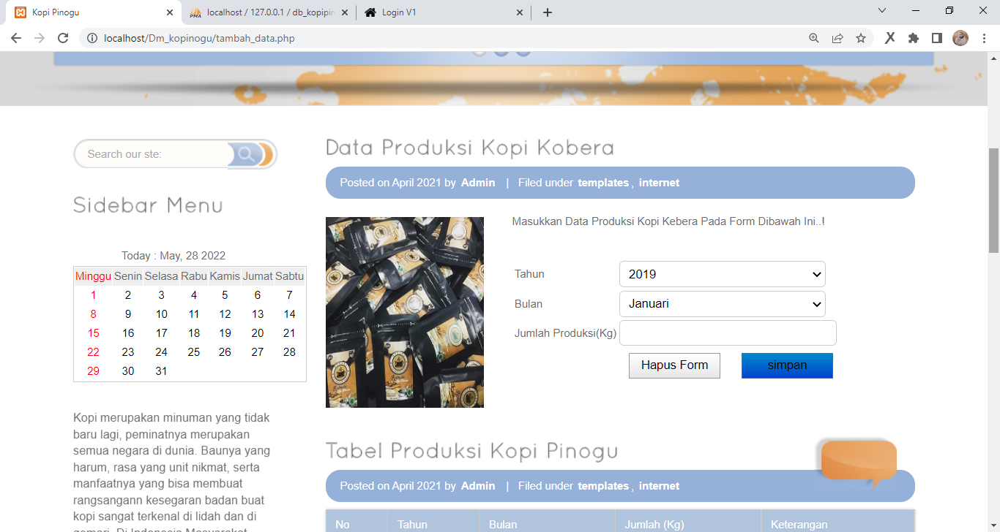 Kopi Pinogu
localhost / 127.0.0.1 / db_kopipin
Login V1
localhost/Dm_kopinogu/tambah_data.php
Search our ste:
Sidebar Menu
Today : May, 28 2022
Minggu Senin Selasa Rabu Kamis Jumat Sabtu
1 2 3 4 5 6 7
8 9 10 11 12 13 14
15 16 17 18 19 20 21
22 23 24 25 26 27 28
29 30 31
Kopi merupakan minuman yang tidak
baru lagi, peminatnya merupakan
semua negara di dunia. Baunya yang
harum, rasa yang unit nikmat, serta
manfaatnya yang bisa membuat
rangsangann kesegaran badan buat
kopi sangat terkenal di lidah dan di
gemari. Di Indonesia Masyarakat
Data Produksi Kopi Kobera
Posted on April 2021 by Admin | Filed under templates , internet
Masukkan Data Produksi Kopi Kebera Pada Form Dibawah Ini..!
Tahun 2019
Bulan Januari
Jumlah Produksi(Kg)
Hapus Form simpan
Tabel Produksi Kopi Pinogu
Posted on April 2021 by Admin | Filed under templates , internet
No Tahun Bulan Jumlah (Kg) Keterangan